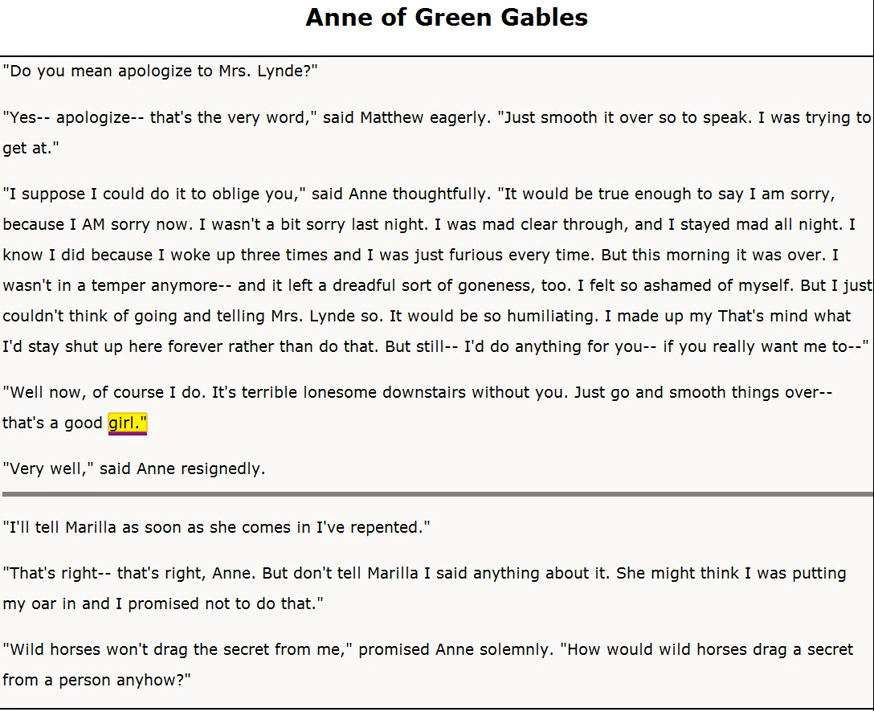 Anne of Green Gables
"Do you mean apologize to Mrs. Lynde?"
"Yes-- apologize-- that's the very word," said Matthew eagerly. "Just smooth it over so to speak. I was trying to
get at."
"I suppose I could do it to oblige you," said Anne thoughtfully. "It would be true enough to say I am sorry,
because I AM sorry now. I wasn't a bit sorry last night. I was mad clear through, and I stayed mad all night. I
know I did because I woke up three times and I was just furious every time. But this morning it was over. I
wasn't in a temper anymore-- and it left a dreadful sort of goneness, too. I felt so ashamed of myself. But I just
couldn't think of going and telling Mrs. Lynde so. It would be so humiliating. I made up my That's mind what
I'd stay shut up here forever rather than do that. But still-- I'd do anything for you-- if you really want me to--"
"Well now, of course I do. It's terrible lonesome downstairs without you. Just go and smooth things over--
that's a good girl."
"Very well," said Anne resignedly.
"I'll tell Marilla as soon as she comes in I've repented."
"That's right-- that's right, Anne. But don't tell Marilla I said anything about it. She might think I was putting
my oar in and I promised not to do that."
"Wild horses won't drag the secret from me," promised Anne solemnly. "How would wild horses drag a secret
from a person anyhow?"